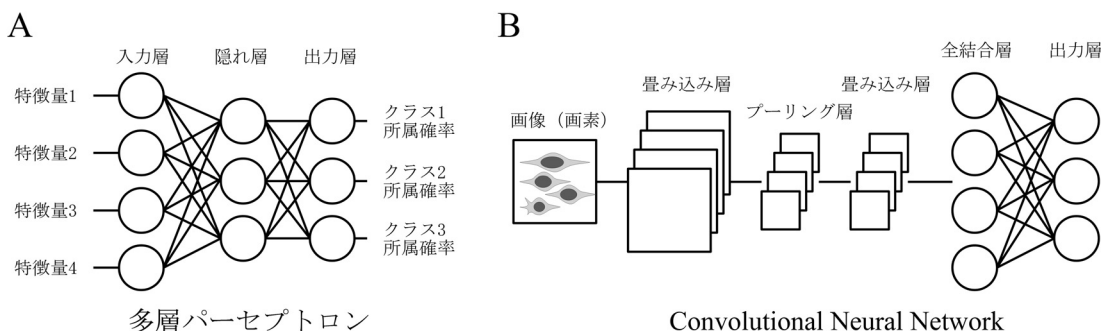 A
入力層
隠れ層
出力層
特徴量1
特徴量2
特徴量3
特徴量4
クラス1
所属確率
クラス2
所属確率
クラス3
所属確率
多層パーセプトロン
B
画像（画素）
畳み込み層
プーリング層
畳み込み層
全結合層
出力層
Convolutional Neural Network